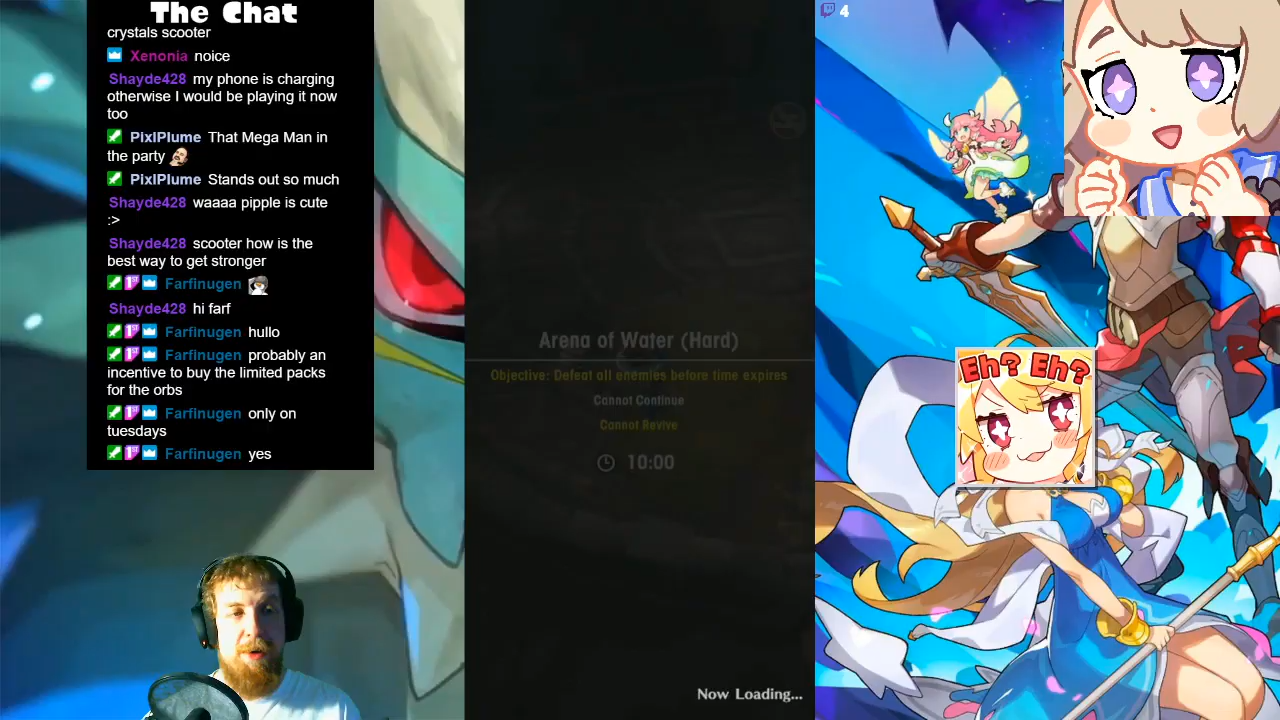 The Chat
crystals scooter
Xenonia noice
Shayde428 my phone is charging
otherwise I would be playing it now
too
PixlPlume That Mega Man in
the party
PixlPlume Stands out so much
Shayde428 waaaa pipple is cute
:>
Shayde428 scooter how is the
best way to get stronger
Farfinugen
Shayde428 hi farf
Farfinugen hullo
Farfinugen probably an
incentive to buy the limited packs
for the orbs
Farfinugen only on
tuesdays
Farfinugen yes
Arena of Water (Hard)
Objective: Defeat all enemies before time expires
Cannot Continue
Cannot Revive
10:00
Now Loading...
4
Eh? Eh?